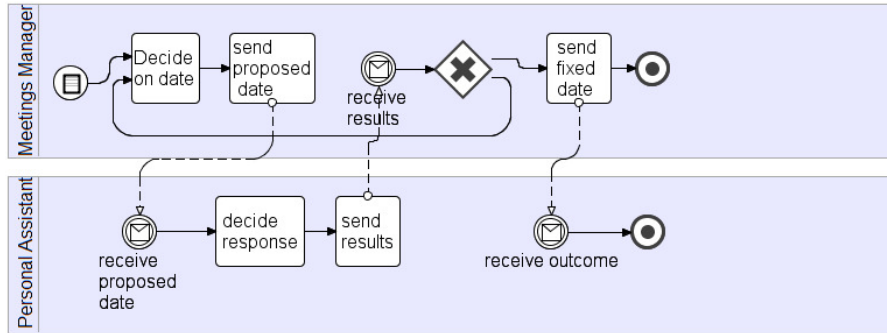 Meetings Manager
Decide
on date
send
proposed
date
receive
results
send
fixed
date
Personal Assistant
receive
proposed
date
decide
response
send
results
receive outcome